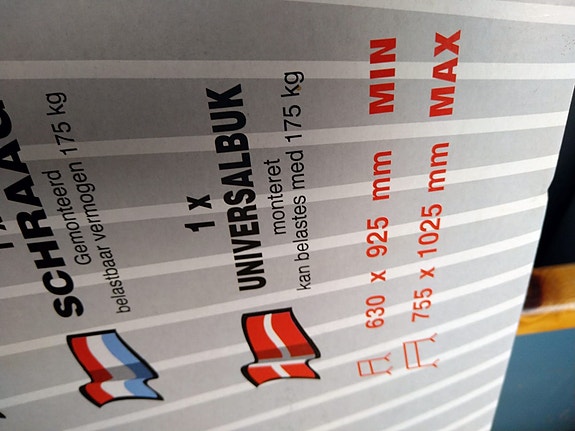 SCHRAAG
Gemonteerd
belastbaar vermogen 175 kg
1 x
UNIVERSALBUK
monteret
kan belastes med 175 kg
630 x 925 mm MIN
755 x 1025 mm MAX